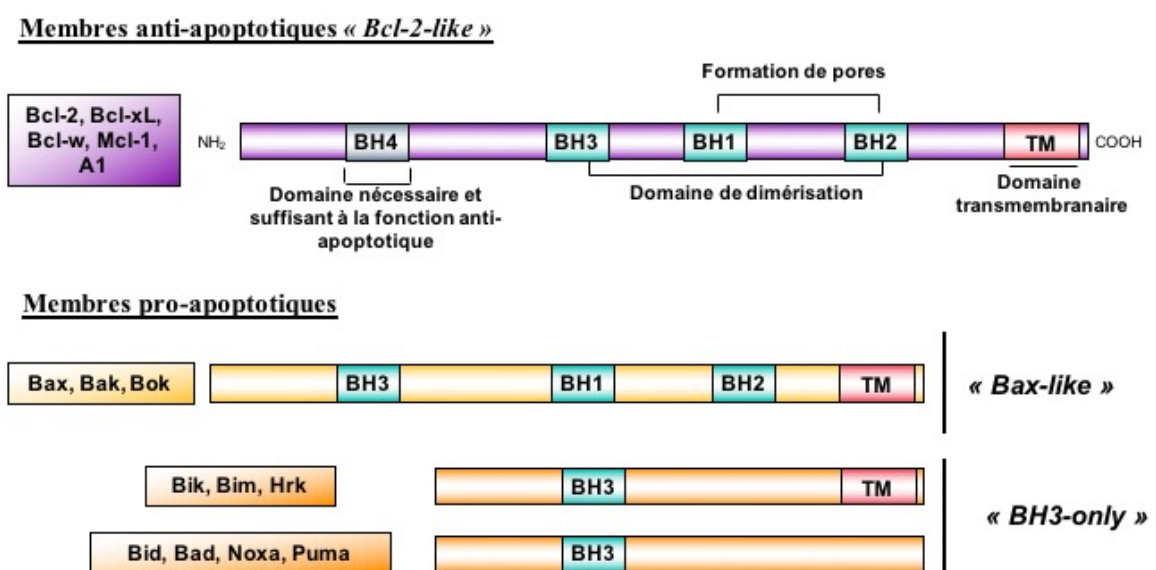 Membres anti-apoptotiques « Bcl-2-like »
Formation de pores
Bcl-2, Bcl-xL,
Bcl-w, Mcl-1,
A1
NH₂
BH4
BH3
BH1
BH2
TM
COOH
Domaine nécessaire et
suffisant à la fonction anti-
apoptotique
Domaine de dimérisation
Domaine
transmembranaire
Membres pro-apoptotiques
Bax, Bak, Bok
BH3
BH1
BH2
TM
« Bax-like »
Bik, Bim, Hrk
BH3
TM
« BH3-only »
Bid, Bad, Noxa, Puma
BH3